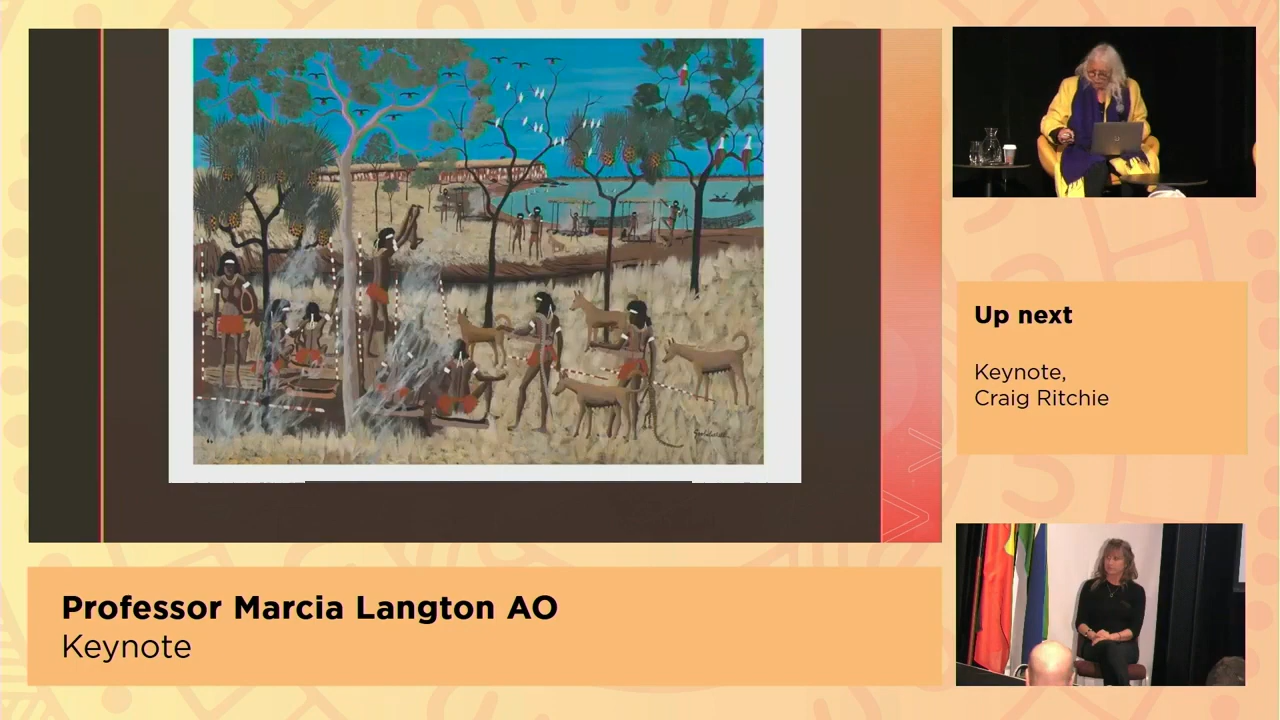 Professor Marcia Langton AO
Keynote
Up next
Keynote,
Craig Ritchie